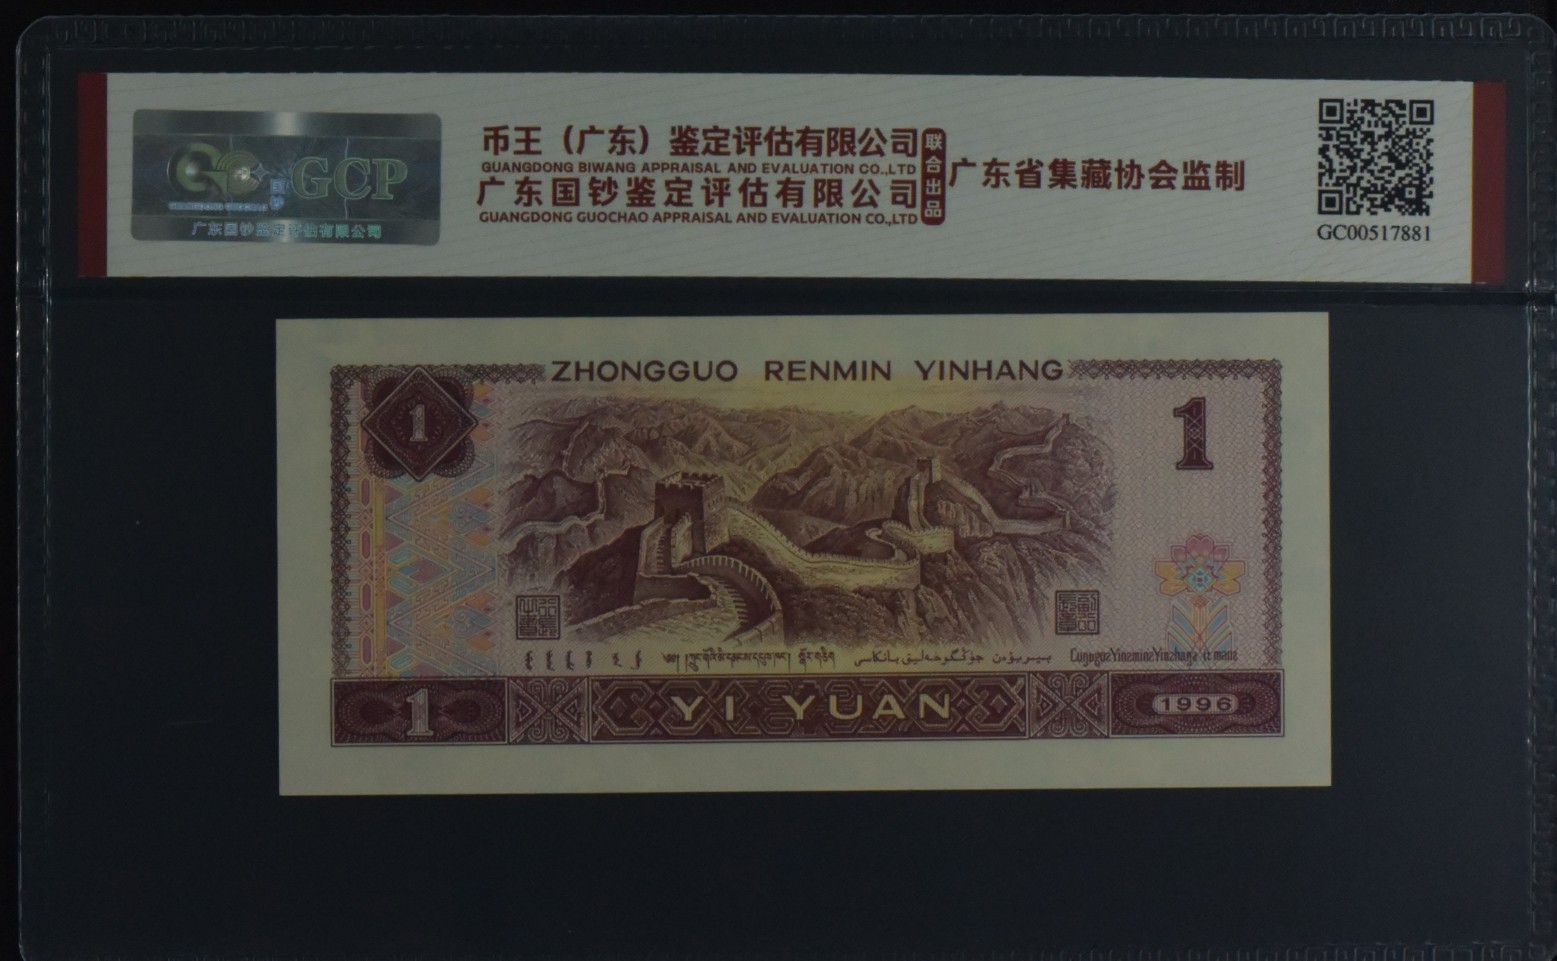 GCP
国钞
广东国钞鉴定评估有限公司
币王（广东）鉴定评估有限公司
GUANGDONG BIWANG APPRAISAL AND EVALUATION CO.,LTD
广东国钞鉴定评估有限公司
GUANGDONG GUOCHAO APPRAISAL AND EVALUATION CO.,LTD
联合出品
广东省集藏协会监制
GC00517881
ZHONGGUO RENMIN YINHANG
1
1
1
YI YUAN
1996